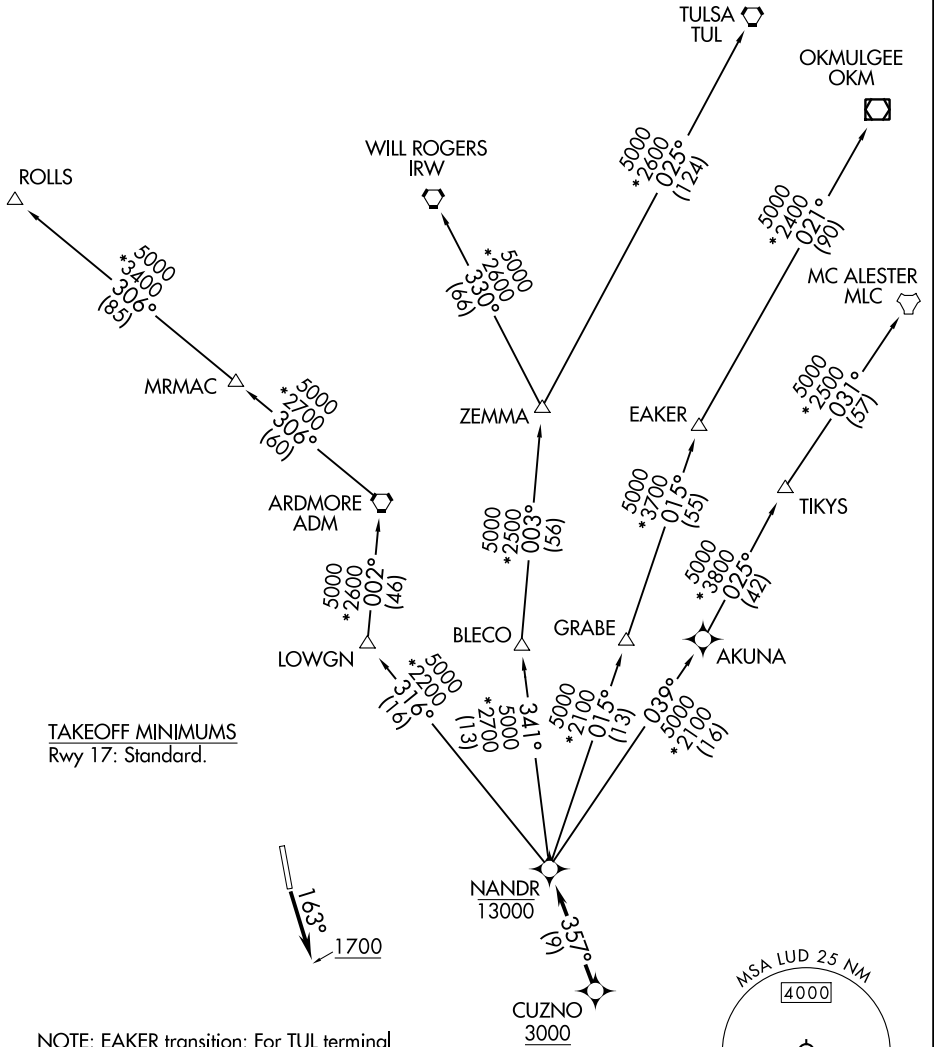 TULSA
TUL
OKMULGEE
OKM
WILL ROGERS
IRW
ROLLS
5000
*2600
025°
(124)
5000
*2400
021°
(90)
MC ALESTER
MLC
5000
*3400
306°
(85)
5000
*2600
330°
(66)
MRMAC
5000
*2700
306°
(60)
ZEMMA
EAKER
5000
*2500
031°
(57)
ARDMORE
ADM
5000
*2500
003°
(56)
5000
*3700
015°
(55)
TIKYS
5000
*2600
002°
(46)
5000
*3800
025°
(42)
LOWGN
BLECO
GRABE
AKUNA
5000
*2200
316°
(16)
341°
5000
*2700
(13)
5000
*2100
015°
(13)
039°
5000
*2100
(16)
TAKEOFF MINIMUMS
Rwy 17: Standard.
163°
1700
NANDR
13000
357°
(9)
CUZNO
3000
MSA LUD 25 NM
4000
NOTE: EAKER transition: For TUL terminal